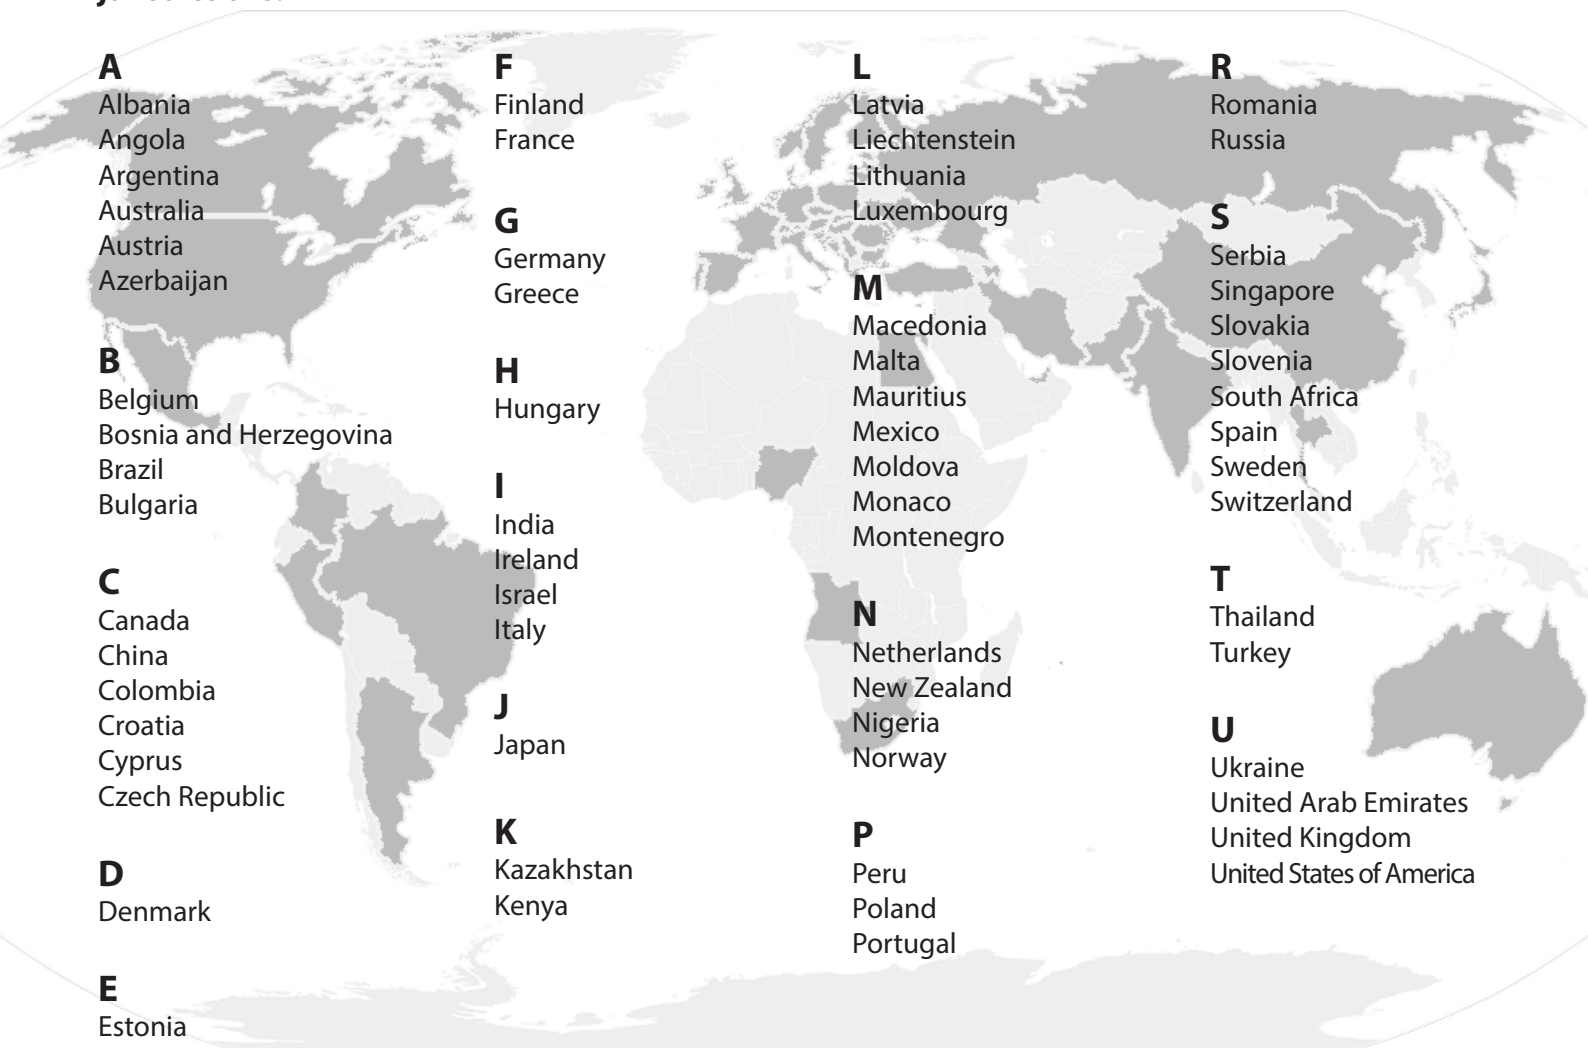 A
Albania
Angola
Argentina
Australia
Austria
Azerbaijan
B
Belgium
Bosnia and Herzegovina
Brazil
Bulgaria
C
Canada
China
Colombia
Croatia
Cyprus
Czech Republic
D
Denmark
E
Estonia
F
Finland
France
G
Germany
Greece
H
Hungary
I
India
Ireland
Israel
Italy
J
Japan
K
Kazakhstan
Kenya
L
Latvia
Liechtenstein
Lithuania
Luxembourg
M
Macedonia
Malta
Mauritius
Mexico
Moldova
Monaco
Montenegro
N
Netherlands
New Zealand
Nigeria
Norway
P
Peru
Poland
Portugal
R
Romania
Russia
S
Serbia
Singapore
Slovakia
Slovenia
South Africa
Spain
Sweden
Switzerland
T
Thailand
Turkey
U
Ukraine
United Arab Emirates
United Kingdom
United States of America